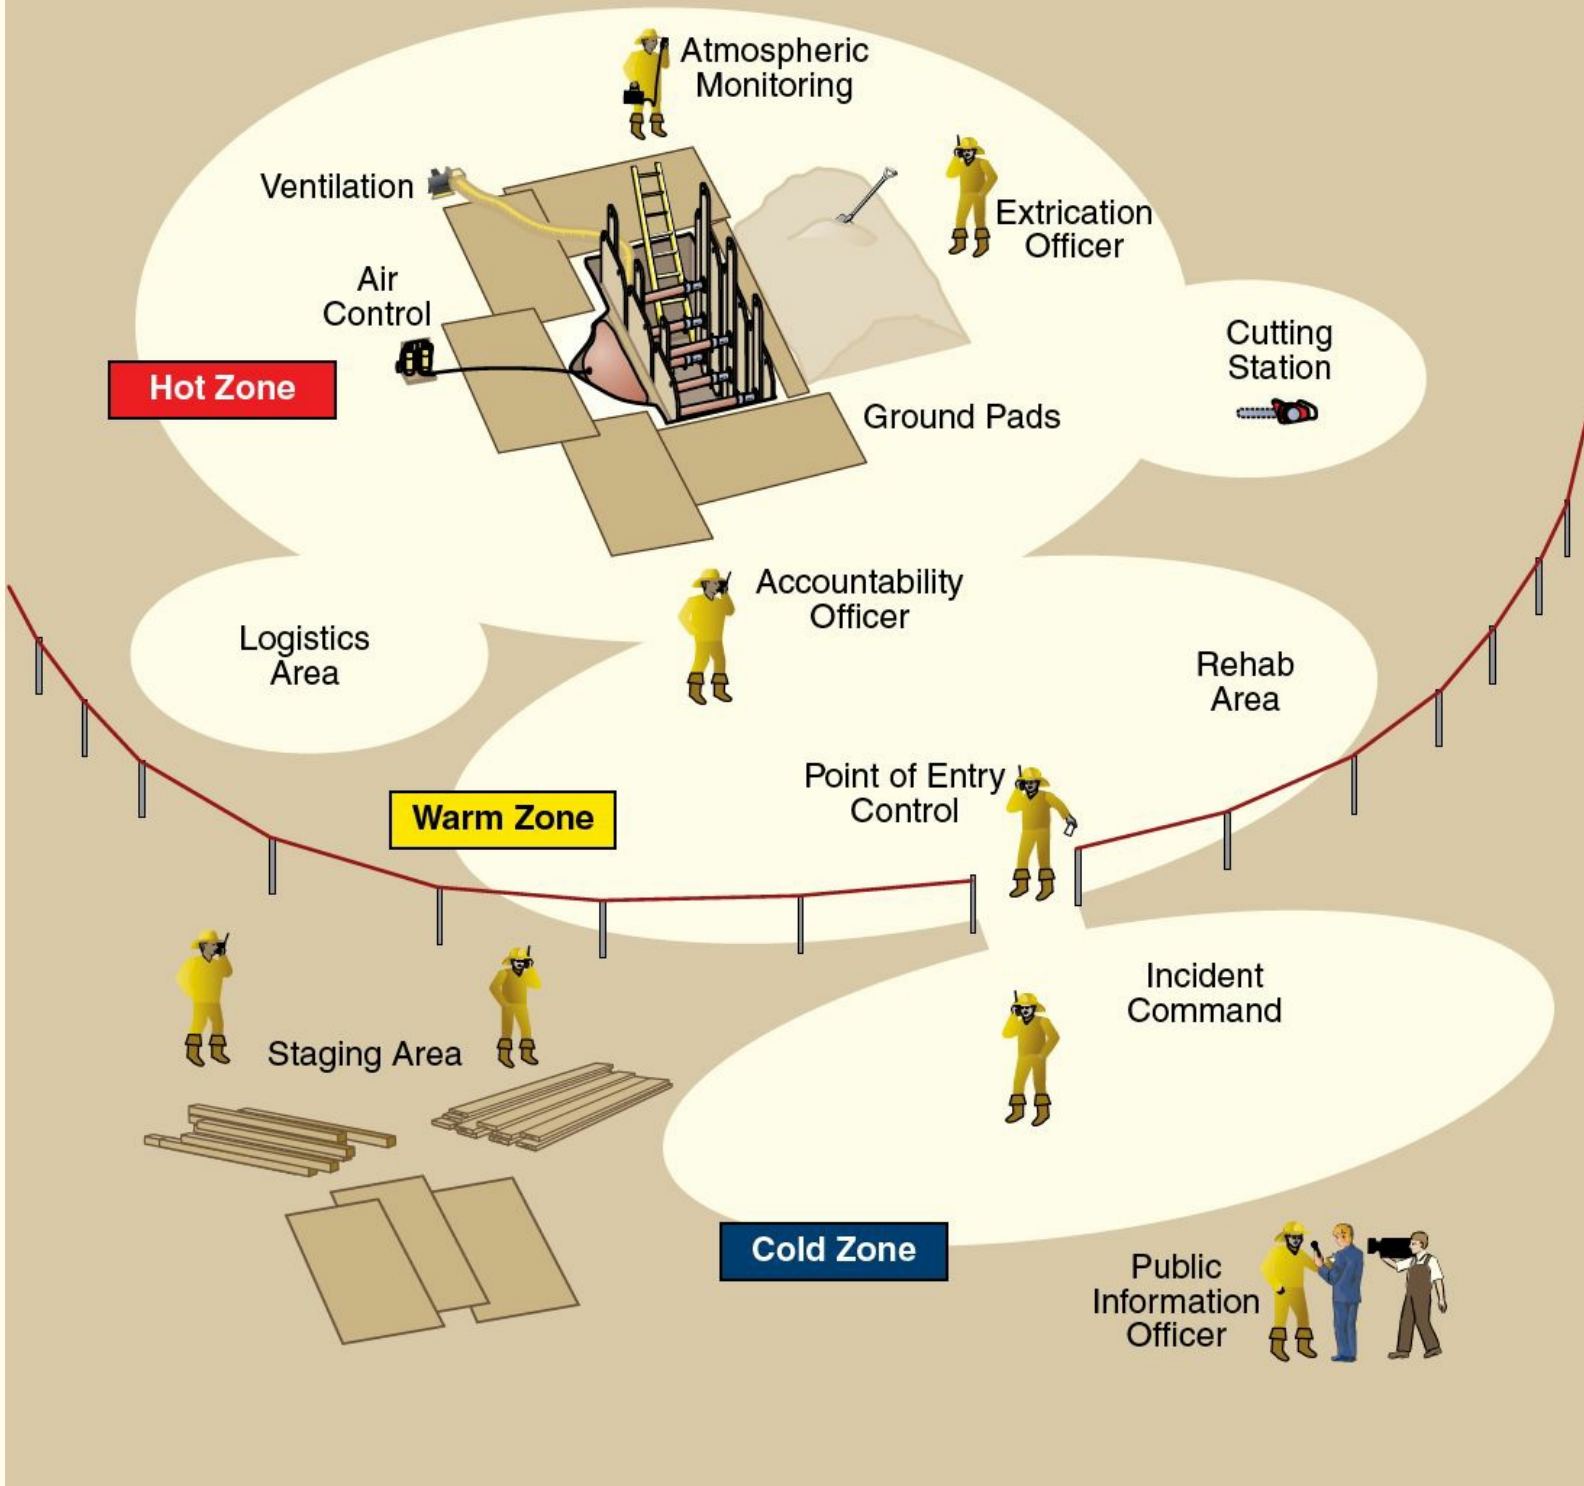 Atmospheric
Monitoring
Ventilation
Extrication
Officer
Air
Control
Cutting
Station
Hot Zone
Ground Pads
Accountability
Officer
Logistics
Area
Rehab
Area
Point of Entry
Control
Warm Zone
Incident
Command
Staging Area
Cold Zone
Public
Information
Officer